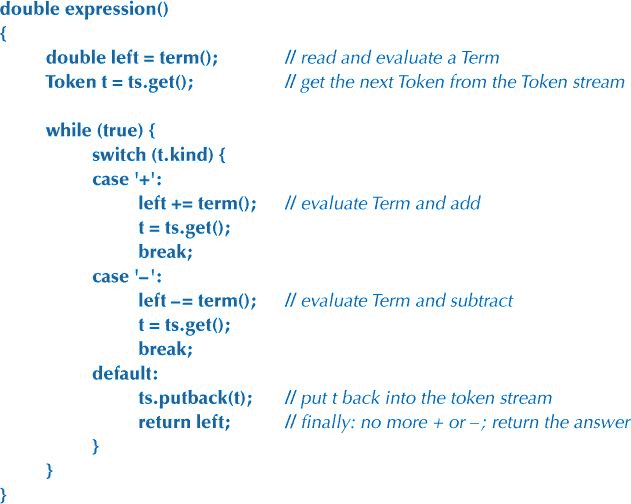 double expression()
{
double left = term(); // read and evaluate a Term
Token t = ts.get(); // get the next Token from the Token stream
while (true) {
switch (t.kind) {
case '+':
left += term(); // evaluate Term and add
t = ts.get();
break;
case '–':
left –= term(); // evaluate Term and subtract
t = ts.get();
break;
default:
ts.putback(t); // put t back into the token stream
return left; // finally: no more + or –; return the answer
}
}
}